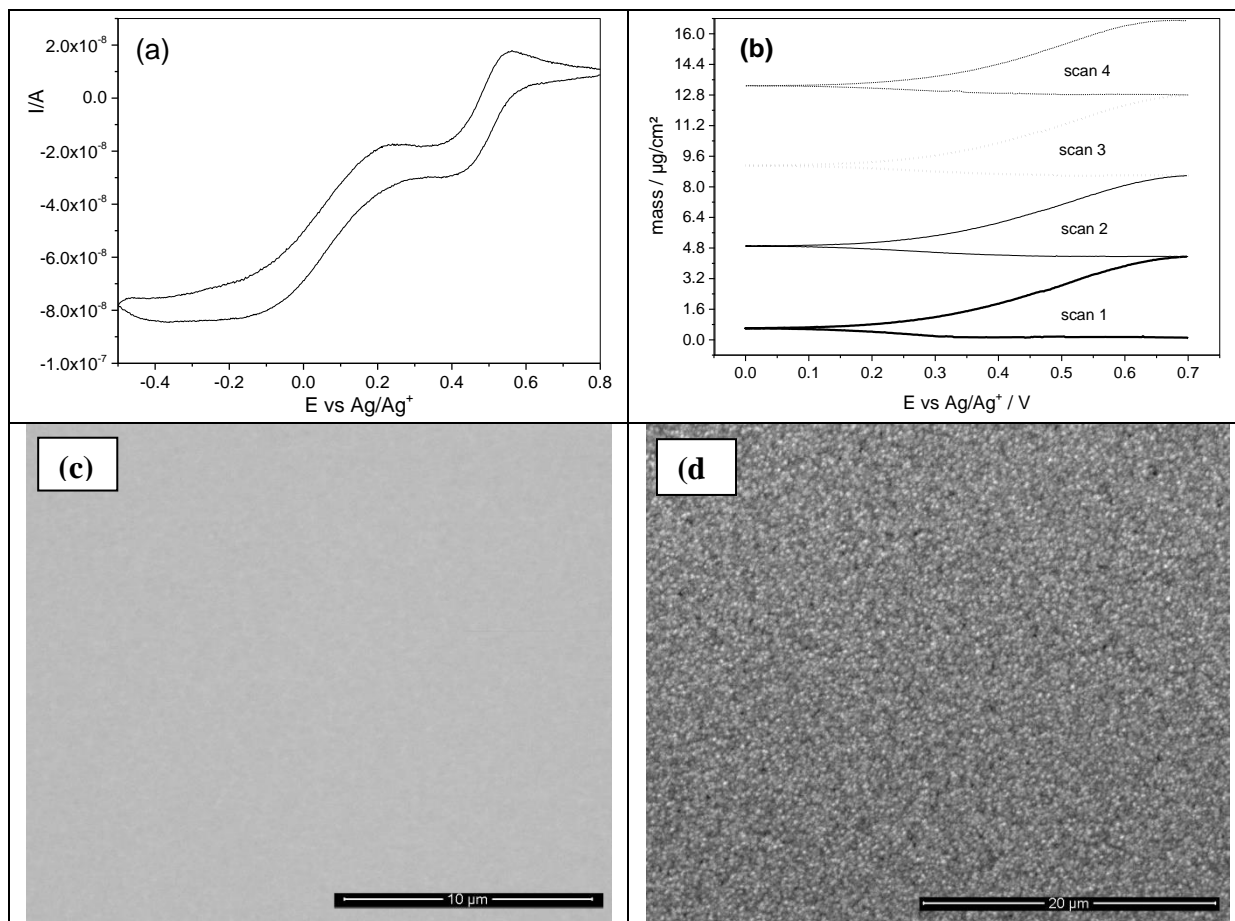 (a)
2.0x10⁻⁸
0.0
-2.0x10⁻⁸
-4.0x10⁻⁸
-6.0x10⁻⁸
-8.0x10⁻⁸
-1.0x10⁻⁷
I/A
-0.4 -0.2 0.0 0.2 0.4 0.6 0.8
E vs Ag/Ag⁺
(b)
16.0
14.4
12.8
11.2
9.6
8.0
6.4
4.8
3.2
1.6
0.0
mass / µg/cm²
scan 4
scan 3
scan 2
scan 1
0.0 0.1 0.2 0.3 0.4 0.5 0.6 0.7
E vs Ag/Ag⁺ / V
(c)
10 µm
(d
20 µm